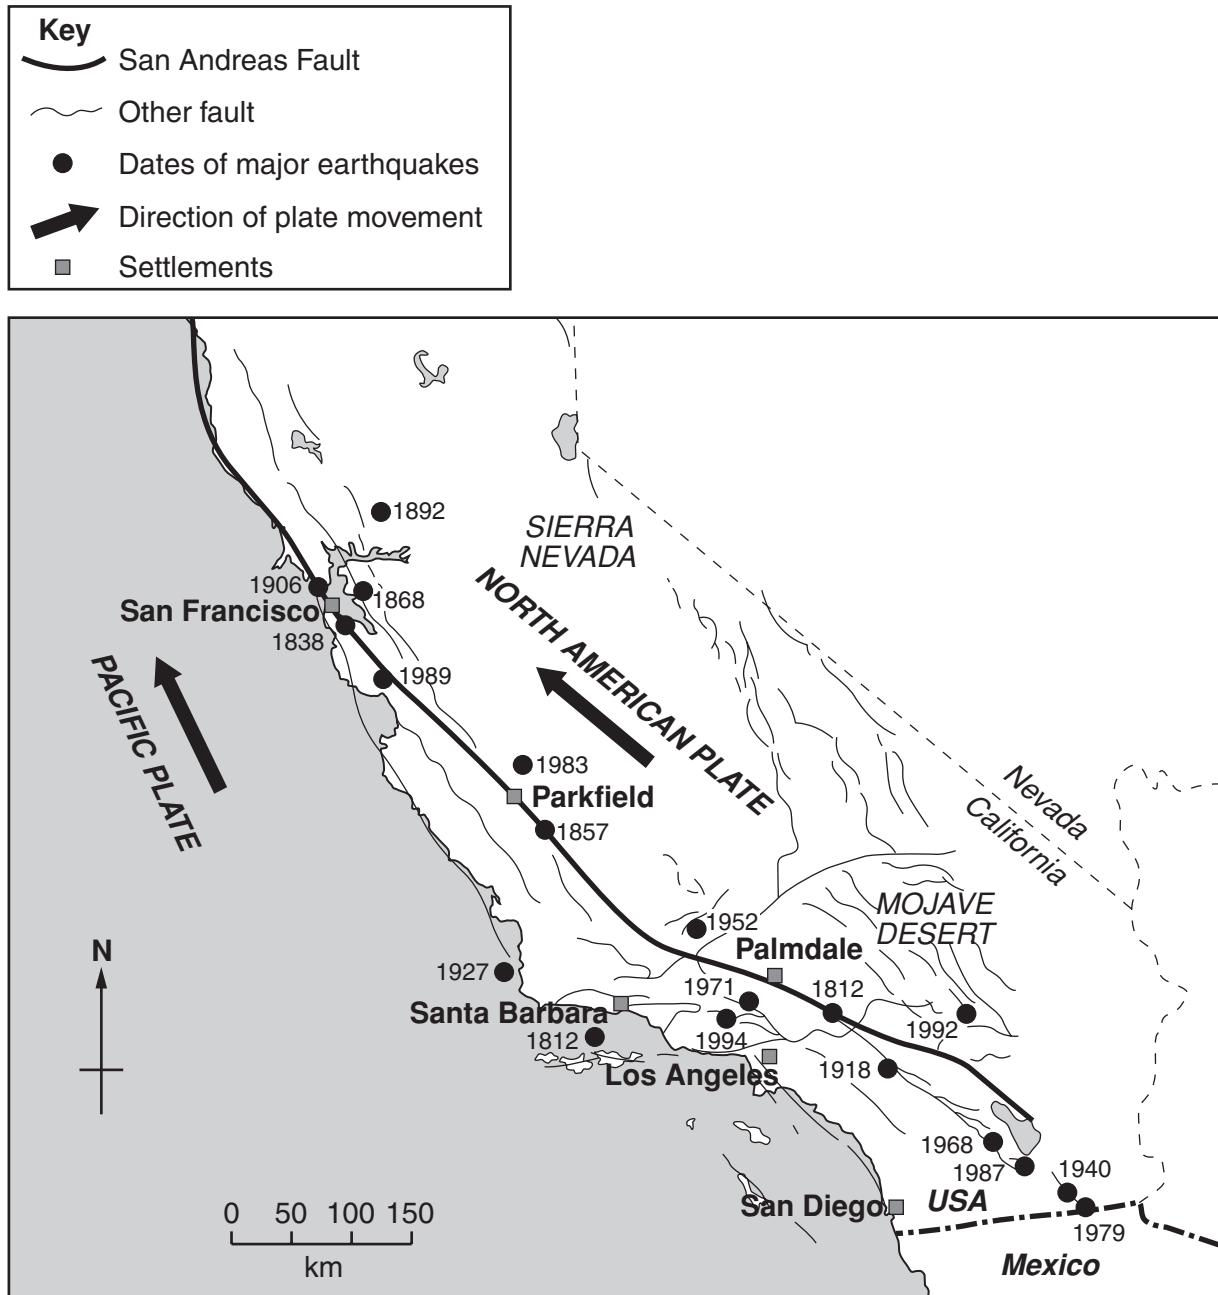 Key
San Andreas Fault
Other fault
Dates of major earthquakes
Direction of plate movement
Settlements
1892
SIERRA
NEVADA
1906
1868
San Francisco
1838
NORTH AMERICAN PLATE
1989
PACIFIC PLATE
1983
Parkfield
1857
Nevada
California
MOJAVE
DESERT
1952
Palmdale
N
1927
1971
1812
Santa Barbara
1992
1812
1994
Los Angeles
1918
1968
1987
1940
San Diego
USA
1979
0 50 100 150
km
Mexico